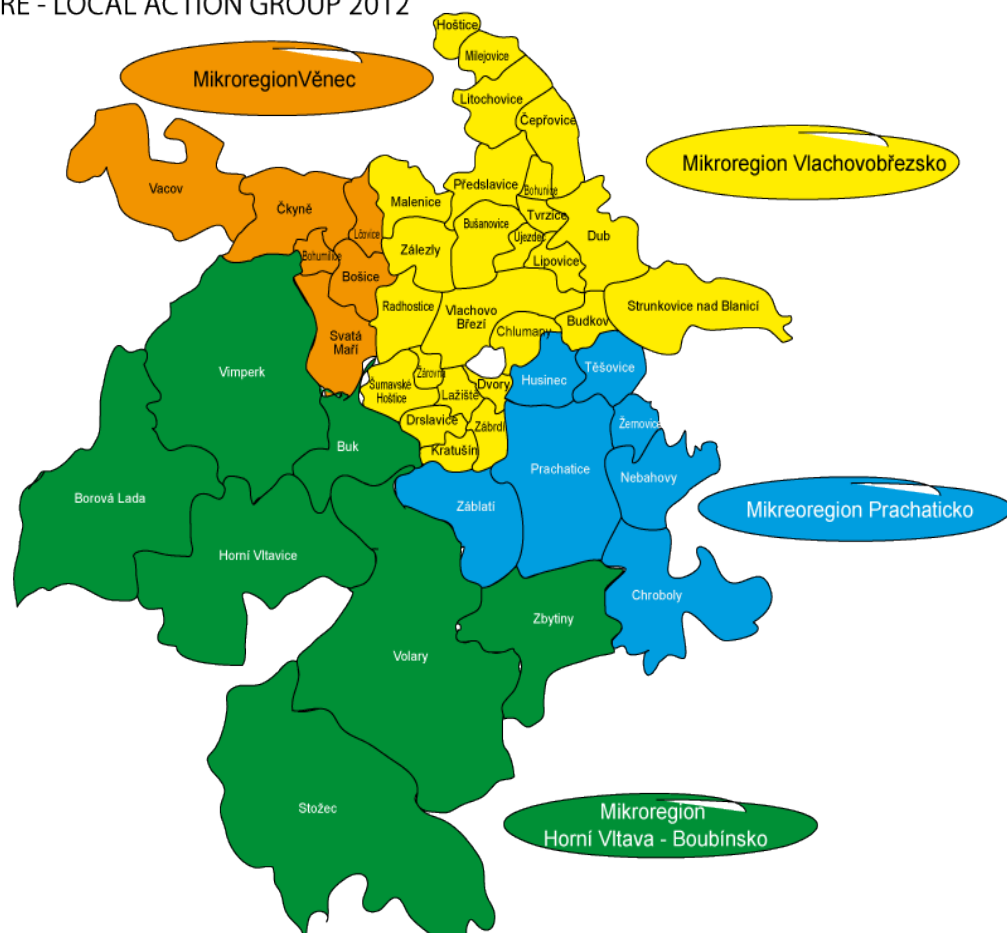 RE - LOCAL ACTION GROUP 2012
Hoštice
MikroregionVěnec
Milejovice
Litochovice
Čepřovice
Mikroregion Vlachovobřezsko
Vacov
Předslavice
Bohunice
Malenice
Čkyně
Tvrzice
Bušanovice
Lčovice
Dub
Újezdec
Zálezly
Bohumilice
Lipovice
Bošice
Radhostice
Strunkovice nad Blanicí
Vlachovo
Březí
Budkov
Chlumany
Svatá
Maří
Těšovice
Vimperk
Žárovná
Husinec
Šumavské
Hoštice
Dvory
Lažiště
Drslavice
Zábrdí
Žernovice
Buk
Kratušín
Prachatice
Nebahovy
Borová Lada
Záblatí
Mikreoregion Prachaticko
Horní Vltavice
Chroboly
Zbytiny
Volary
Stožec
Mikroregion
Horní Vltava - Boubínsko